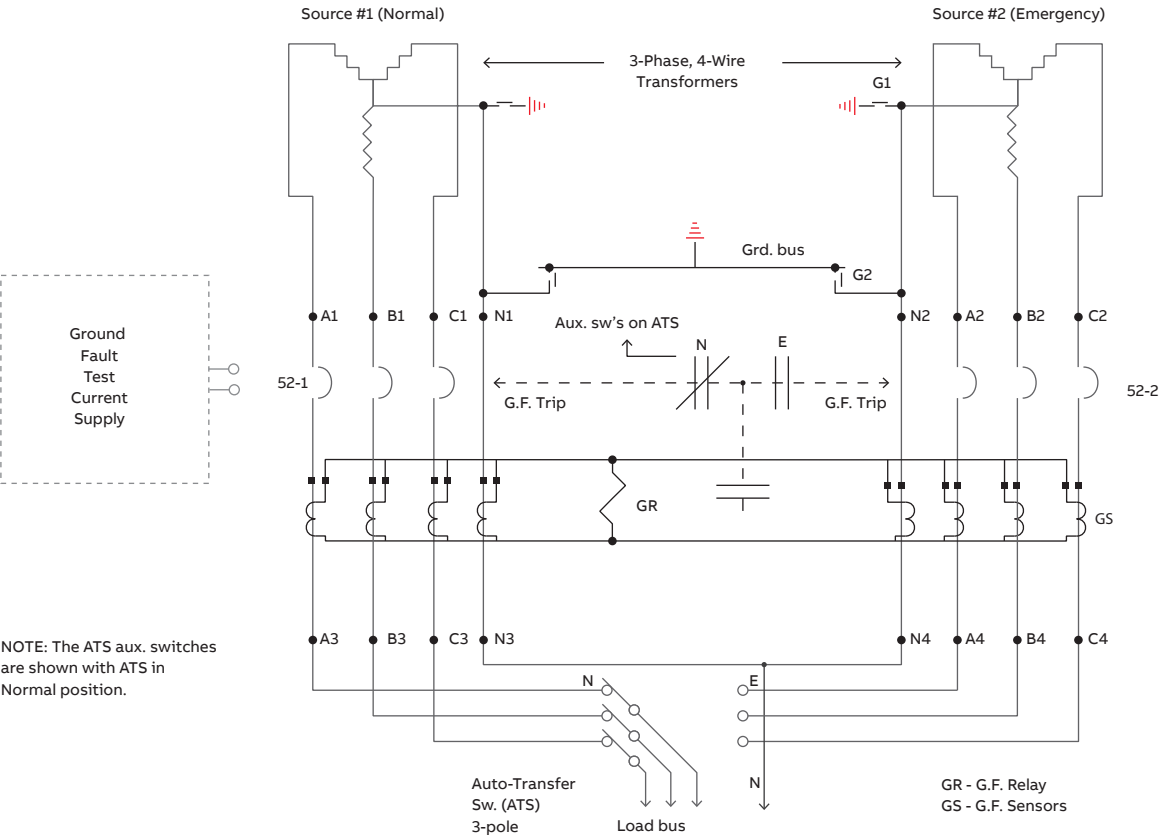 Source #1 (Normal)
Source #2 (Emergency)
3-Phase, 4-Wire
Transformers
G1
Grd. bus
G2
A1
B1
C1
N1
Aux. sw's on ATS
N
E
N2
A2
B2
C2
Ground
Fault
Test
Current
Supply
52-1
G.F. Trip
G.F. Trip
52-2
GR
GS
A3
B3
C3
N3
N4
A4
B4
C4
NOTE: The ATS aux. switches
are shown with ATS in
Normal position.
N
E
N
Auto-Transfer
Sw. (ATS)
3-pole
Load bus
GR - G.F. Relay
GS - G.F. Sensors